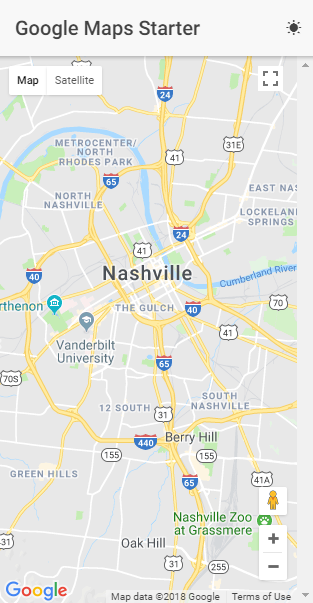 Google Maps Starter
Map
Satellite
24
METROCENTER/
NORTH
RHODES PARK
31E
41
65
EAST NAS
NORTH
NASHVILLE
LOCKELAND
SPRINGS
24
41
Nashville
40
Cumberland River
rthenon
THE GULCH
40
70
41
Vanderbilt
University
65
70S
SOUTH
NASHVILLE
12 SOUTH
31
440
Berry Hill
155
155
GREEN HILLS
65
41A
Nashville Zoo
at Grassmere
31
Oak Hill
255
Google
Map data ©2018 Google
Terms of Use